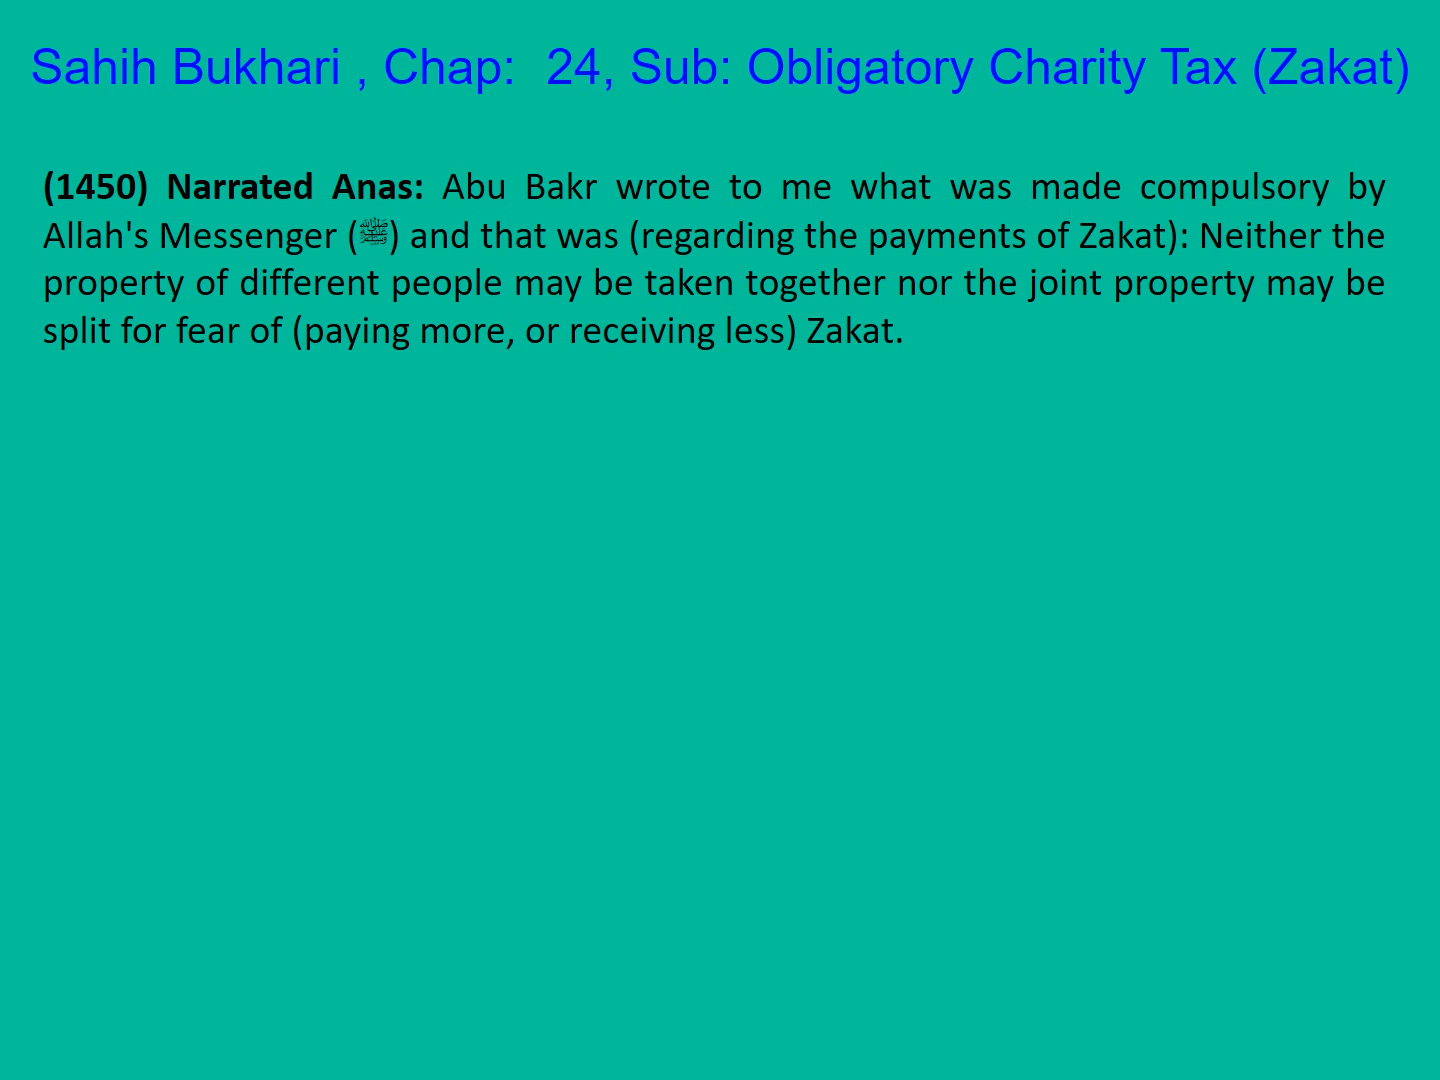 Sahih Bukhari , Chap:  24, Sub: Obligatory Charity Tax (Zakat)
(1450) Narrated Anas: Abu Bakr wrote to me what was made compulsory by
Allah's Messenger (ﷺ) and that was (regarding the payments of Zakat): Neither the
property of different people may be taken together nor the joint property may be
split for fear of (paying more, or receiving less) Zakat.